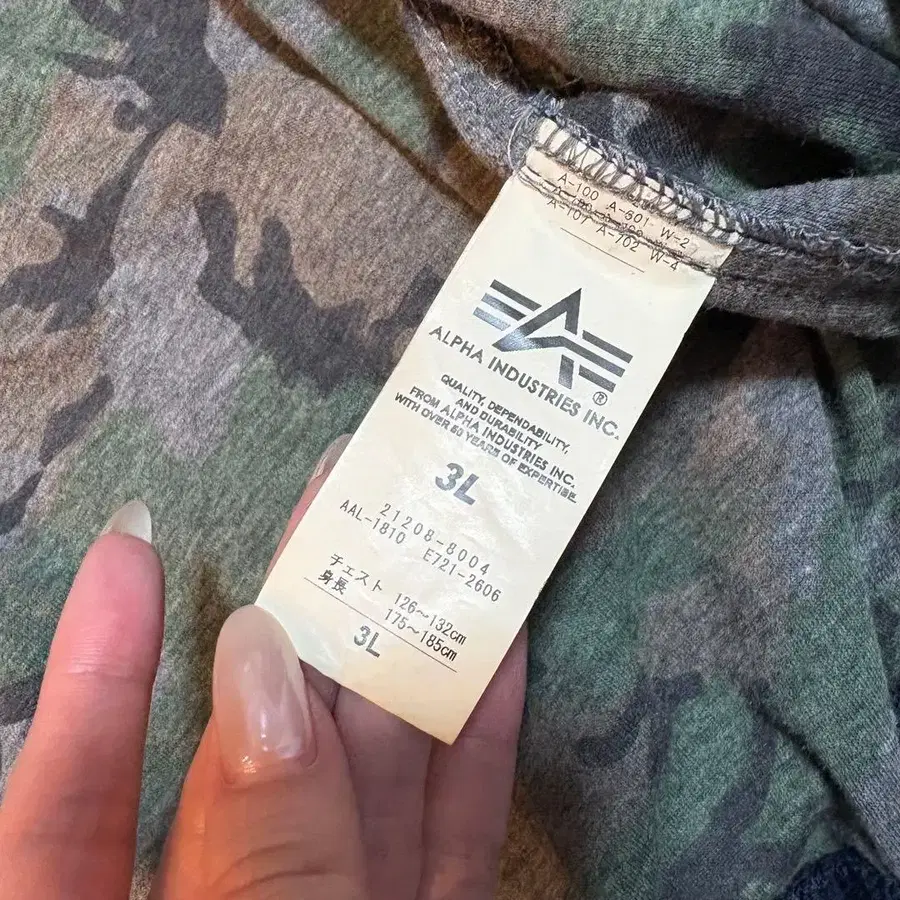 A-100 A-601 W-2
A-107 A-702 W-4
ALPHA INDUSTRIES INC.®
QUALITY, DEPENDABILITY,
AND DURABILITY
FROM ALPHA INDUSTRIES INC.
WITH OVER 50 YEARS OF EXPERTISE
3L
21208-8004
AAL-1810 E721-2606
チェスト 126~132cm
身長 175~185cm
3L